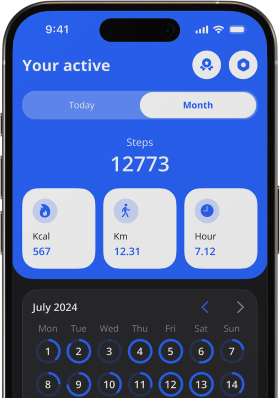 9:41
Your active
Today Month
Steps
12773
Kcal Km Hour
567 12.31 7.12
July 2024
Mon Tue Wed Thu Fri Sat Sun
1 2 3 4 5 6 7
8 9 10 11 12 13 14